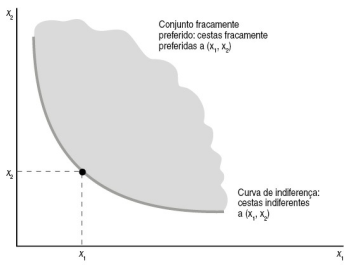 x₂
Conjunto fracamente
preferido: cestas fracamente
preferidas a (x₁, x₂)
x₂
Curva de indiferença:
cestas indiferentes
a (x₁, x₂)
x₁
x₁